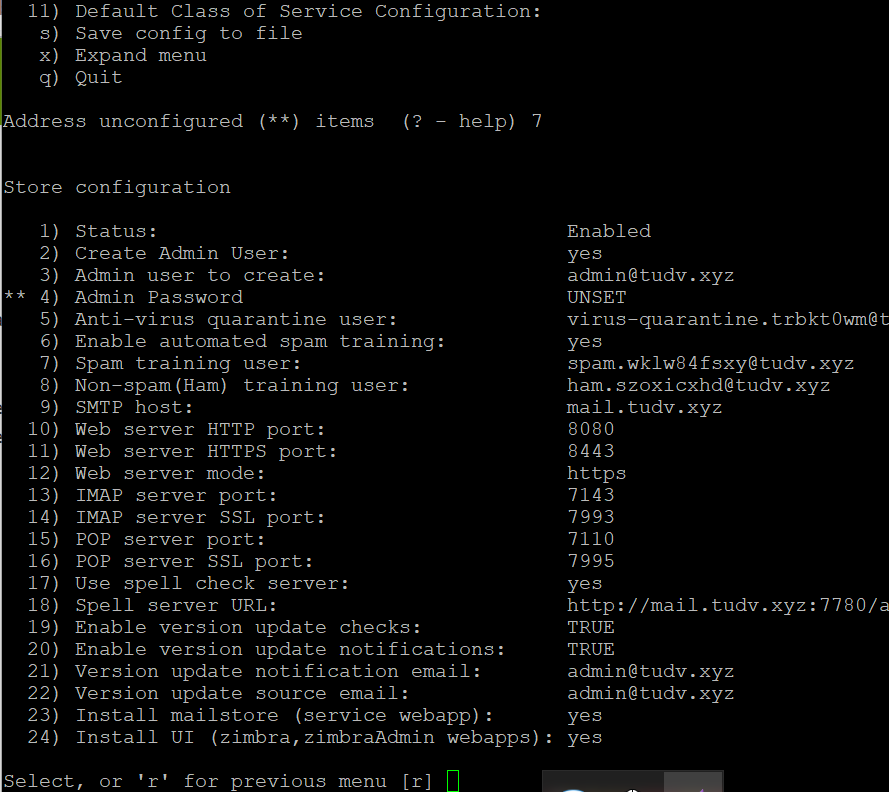 11) Default Class of Service Configuration:
s) Save config to file
x) Expand menu
q) Quit
Address unconfigured (**) items  (? - help) 7
Store configuration
1) Status: Enabled
2) Create Admin User: yes
3) Admin user to create: admin@tudv.xyz
** 4) Admin Password UNSET
5) Anti-virus quarantine user: virus-quarantine.trbkt0wm@t
6) Enable automated spam training: yes
7) Spam training user: spam.wklw84fsxy@tudv.xyz
8) Non-spam(Ham) training user: ham.szoxicxhd@tudv.xyz
9) SMTP host: mail.tudv.xyz
10) Web server HTTP port: 8080
11) Web server HTTPS port: 8443
12) Web server mode: https
13) IMAP server port: 7143
14) IMAP server SSL port: 7993
15) POP server port: 7110
16) POP server SSL port: 7995
17) Use spell check server: yes
18) Spell server URL: http://mail.tudv.xyz:7780/a
19) Enable version update checks: TRUE
20) Enable version update notifications: TRUE
21) Version update notification email: admin@tudv.xyz
22) Version update source email: admin@tudv.xyz
23) Install mailstore (service webapp): yes
24) Install UI (zimbra,zimbraAdmin webapps): yes
Select, or 'r' for previous menu [r]